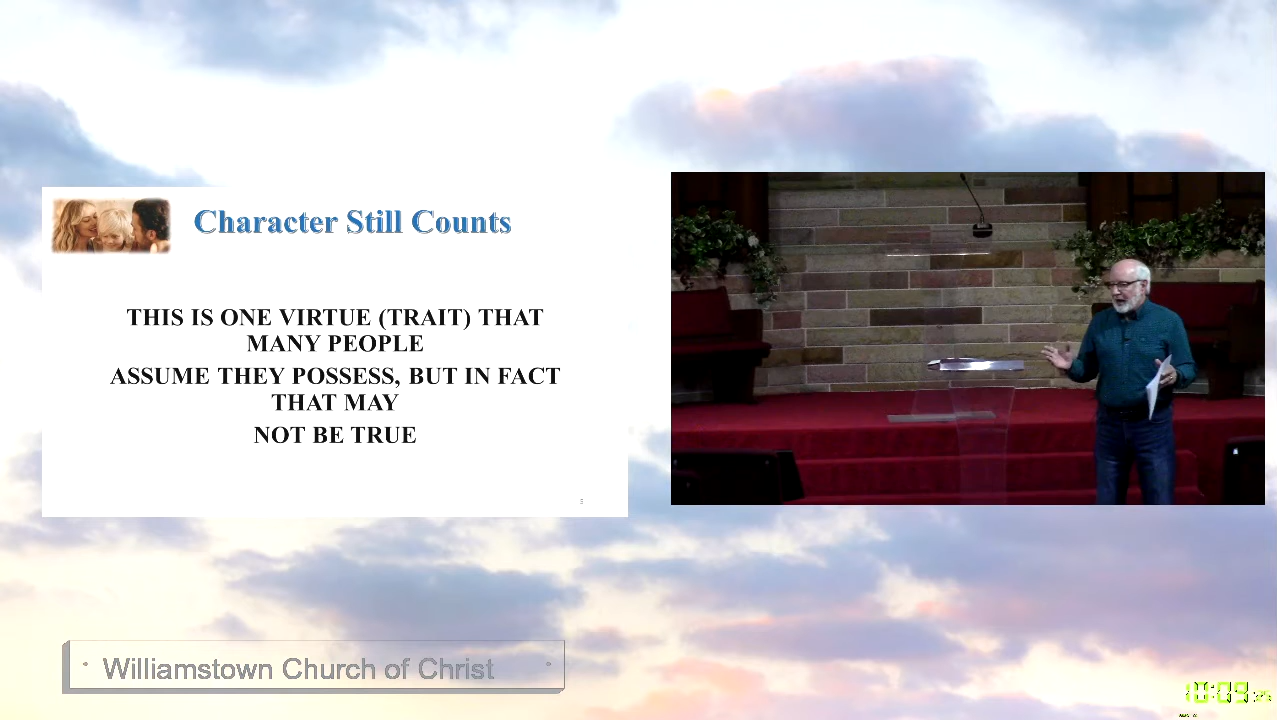 Character Still Counts
THIS IS ONE VIRTUE (TRAIT) THAT
MANY PEOPLE
ASSUME THEY POSSESS, BUT IN FACT
THAT MAY
NOT BE TRUE
Williamstown Church of Christ